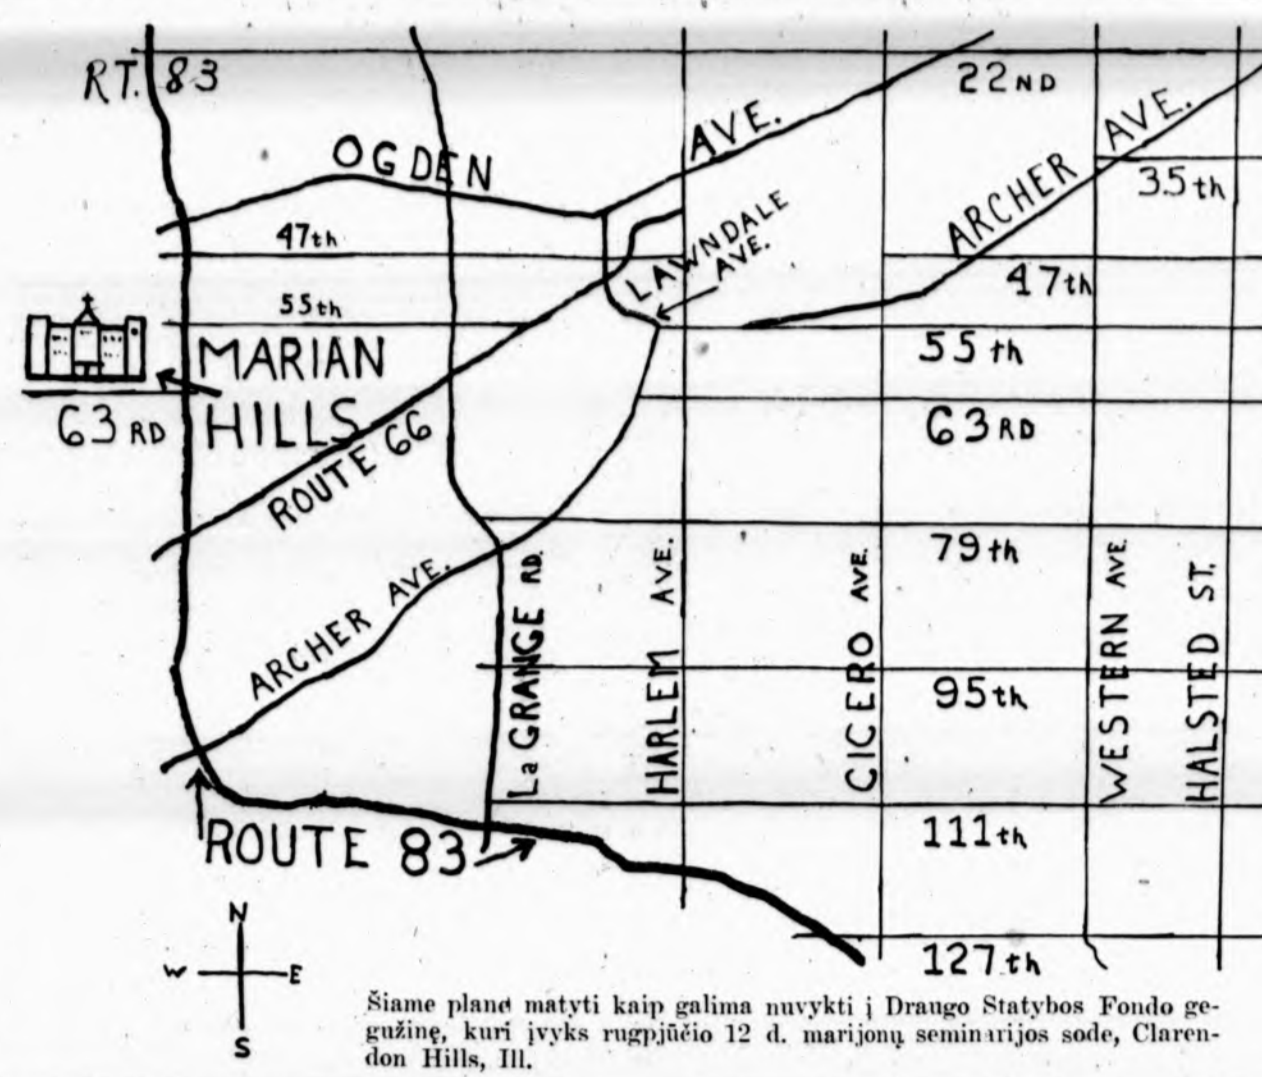 RT. 83
22ND
OGDEN AVE.
ARCHER AVE.
35th
47th
LAWNDALE
AVE.
47th
55th
55th
MARIAN
HILLS
63RD
63RD
ROUTE 66
79th
ARCHER AVE.
LaGRANGE RD.
HARLEM AVE.
CICERO AVE.
WESTERN AVE.
HALSTED ST.
95th
ROUTE 83
111th
127th
N
W E
S
Šiame plane matyti kaip galima nuvykti į Draugo Statybos Fondo ge-
gužinę, kuri įvyks rugpjūčio 12 d. marijonų seminarijos sode, Claren-
don Hills, Ill.